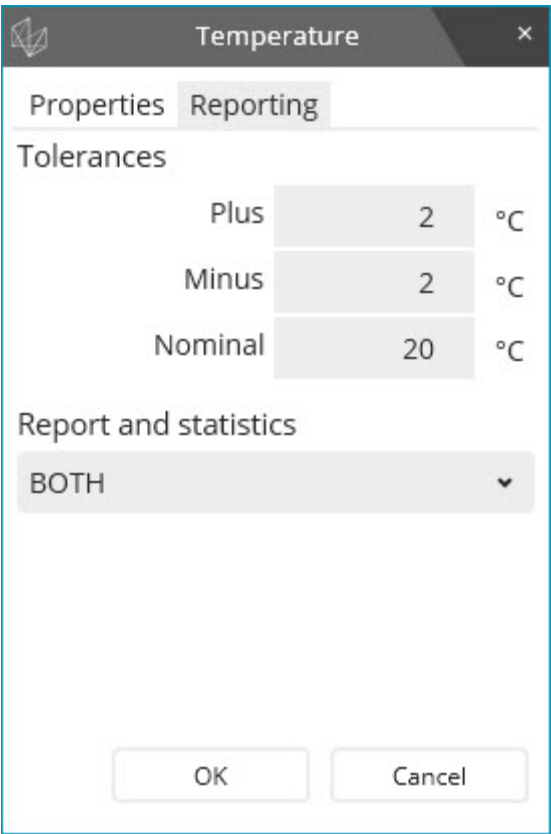 Temperature ×
Properties Reporting
Tolerances
Plus 2 °C
Minus 2 °C
Nominal 20 °C
Report and statistics
BOTH
OK Cancel